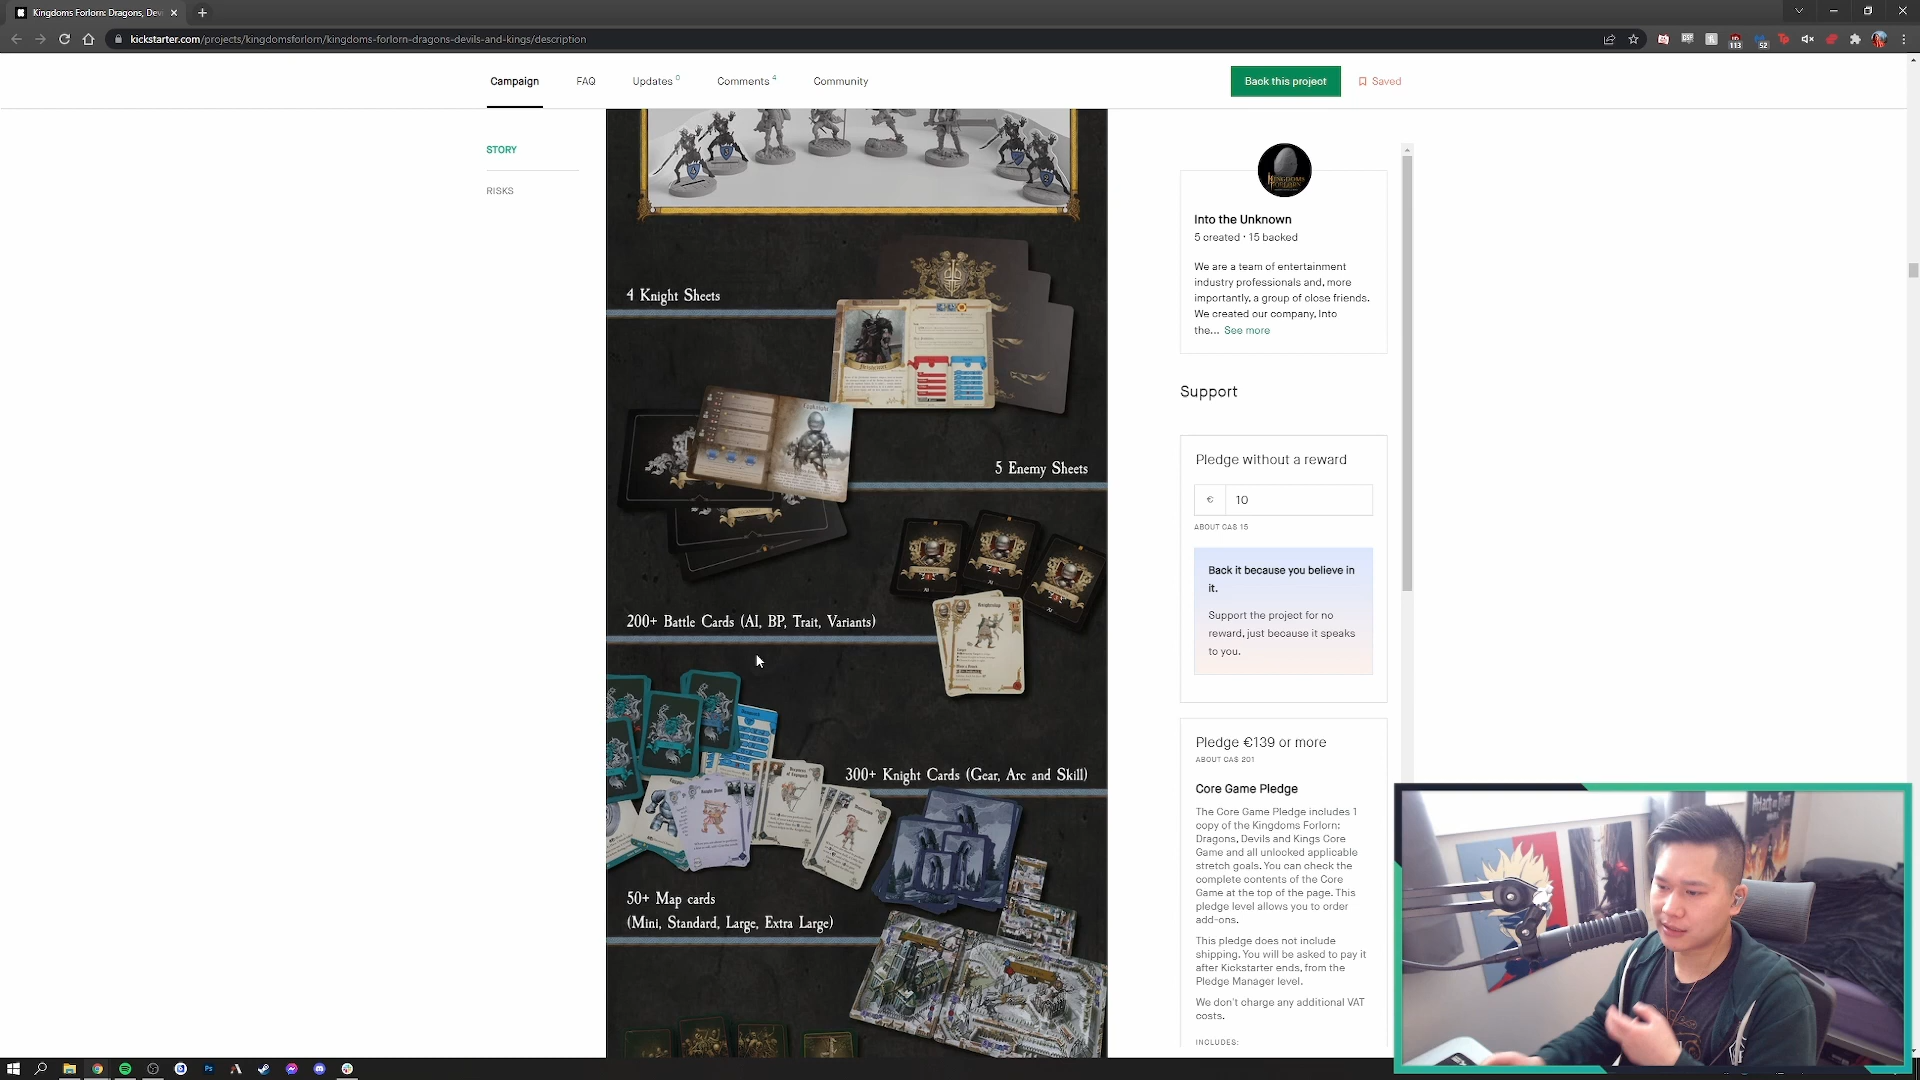 Kingdoms Forlorn: Dragons, Dev
kickstarter.com/projects/kingdomsforlorn/kingdoms-forlorn-dragons-devils-and-kings/description
113
52
Campaign
FAQ
Updates 0
Comments 4
Community
Back this project
Saved
STORY
RISKS
4 Knight Sheets
5 Enemy Sheets
200+ Battle Cards (AI, BP, Trait, Variants)
300+ Knight Cards (Gear, Arc and Skill)
50+ Map cards
(Mini, Standard, Large, Extra Large)
KINGDOMS
FORLORN
Into the Unknown
5 created · 15 backed
We are a team of entertainment
industry professionals and, more
importantly, a group of close friends.
We created our company, Into
the... See more
Support
Pledge without a reward
€ 10
ABOUT CA$ 15
Back it because you believe in
it.
Support the project for no
reward, just because it speaks
to you.
Pledge €139 or more
ABOUT CA$ 201
Core Game Pledge
The Core Game Pledge includes 1
copy of the Kingdoms Forlorn:
Dragons, Devils and Kings Core
Game and all unlocked applicable
stretch goals. You can check the
complete contents of the Core
Game at the top of the page. This
pledge level allows you to order
add-ons.
This pledge does not include
shipping. You will be asked to pay it
after Kickstarter ends, from the
Pledge Manager level.
We don't charge any additional VAT
costs.
INCLUDES: